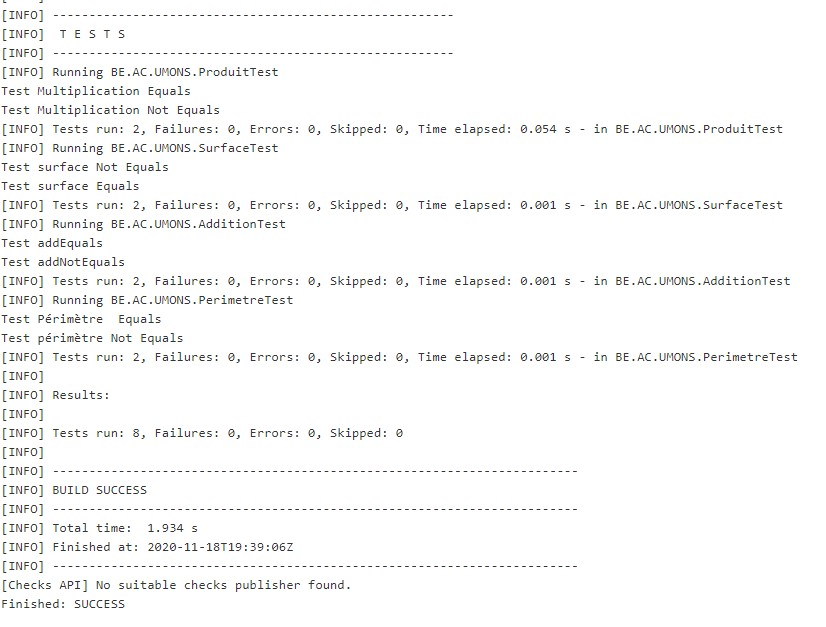 [INFO] -------------------------------------------------------
[INFO]  T E S T S
[INFO] -------------------------------------------------------
[INFO] Running BE.AC.UMONS.ProduitTest
Test Multiplication Equals
Test Multiplication Not Equals
[INFO] Tests run: 2, Failures: 0, Errors: 0, Skipped: 0, Time elapsed: 0.054 s - in BE.AC.UMONS.ProduitTest
[INFO] Running BE.AC.UMONS.SurfaceTest
Test surface Not Equals
Test surface Equals
[INFO] Tests run: 2, Failures: 0, Errors: 0, Skipped: 0, Time elapsed: 0.001 s - in BE.AC.UMONS.SurfaceTest
[INFO] Running BE.AC.UMONS.AdditionTest
Test addEquals
Test addNotEquals
[INFO] Tests run: 2, Failures: 0, Errors: 0, Skipped: 0, Time elapsed: 0.001 s - in BE.AC.UMONS.AdditionTest
[INFO] Running BE.AC.UMONS.PerimetreTest
Test Périmètre  Equals
Test périmètre Not Equals
[INFO] Tests run: 2, Failures: 0, Errors: 0, Skipped: 0, Time elapsed: 0.001 s - in BE.AC.UMONS.PerimetreTest
[INFO]
[INFO] Results:
[INFO]
[INFO] Tests run: 8, Failures: 0, Errors: 0, Skipped: 0
[INFO]
[INFO] ------------------------------------------------------------------------
[INFO] BUILD SUCCESS
[INFO] ------------------------------------------------------------------------
[INFO] Total time:  1.934 s
[INFO] Finished at: 2020-11-18T19:39:06Z
[INFO] ------------------------------------------------------------------------
[Checks API] No suitable checks publisher found.
Finished: SUCCESS